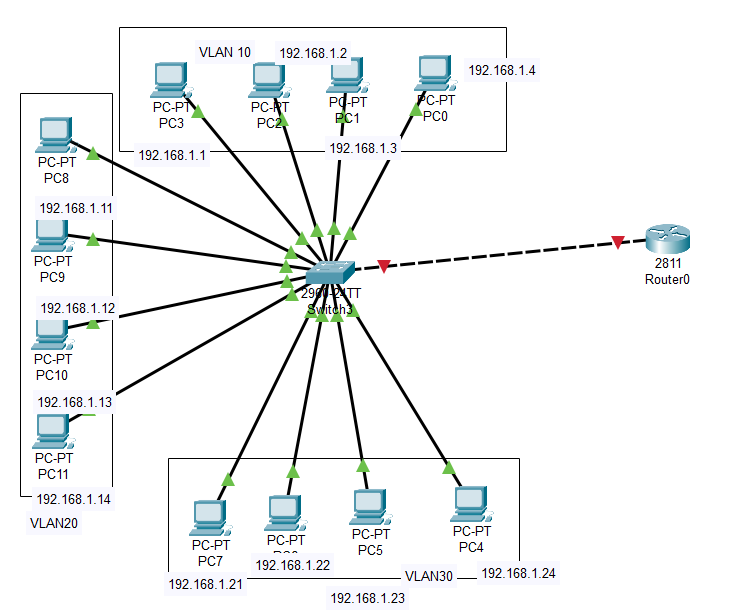 VLAN 10
192.168.1.2
192.168.1.4
PC-PT
PC3
PC-PT
PC2
PC-PT
PC1
PC-PT
PC0
192.168.1.1
192.168.1.3
PC-PT
PC8
192.168.1.11
PC-PT
PC9
192.168.1.12
PC-PT
PC10
192.168.1.13
PC-PT
PC11
192.168.1.14
VLAN20
2960-24TT
Switch3
2811
Router0
PC-PT
PC7
192.168.1.21
PC-PT
192.168.1.22
PC-PT
PC5
192.168.1.23
PC-PT
PC4
VLAN30
192.168.1.24